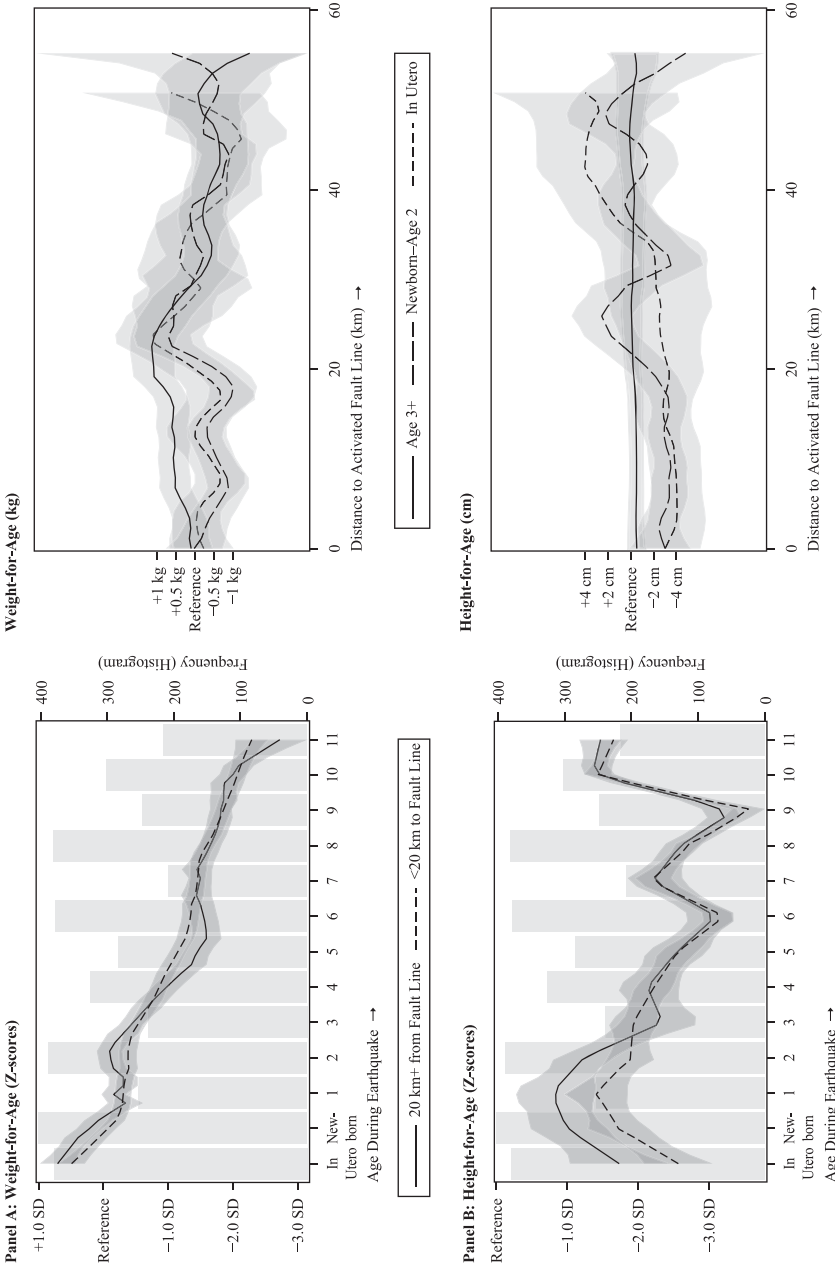 Panel A: Weight-for-Age (Z-scores)
+1.0 SD
Reference
−1.0 SD
−2.0 SD
−3.0 SD
400
300
200
100
0
Frequency (Histogram)
In Utero New-born 1 2 3 4 5 6 7 8 9 10 11
Age During Earthquake →
Weight-for-Age (kg)
+1 kg
+0.5 kg
Reference
−0.5 kg
−1 kg
0 20 40 60
Distance to Activated Fault Line (km) →
20 km+ from Fault Line <20 km to Fault Line
Age 3+ Newborn–Age 2 In Utero
Panel B: Height-for-Age (Z-scores)
Reference
−1.0 SD
−2.0 SD
−3.0 SD
400
300
200
100
0
Frequency (Histogram)
In Utero New-born 1 2 3 4 5 6 7 8 9 10 11
Age During Earthquake →
Height-for-Age (cm)
+4 cm
+2 cm
Reference
−2 cm
−4 cm
0 20 40 60
Distance to Activated Fault Line (km) →